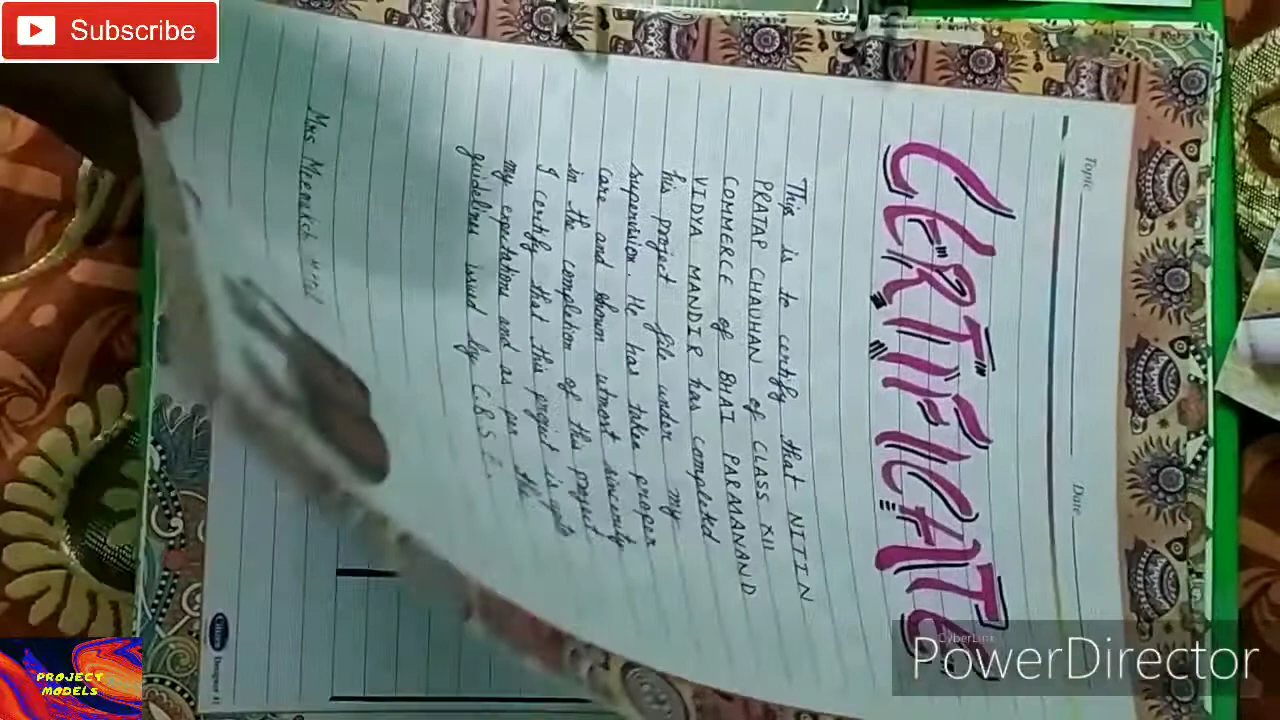 Subscribe
Topic
Date
CERTIFICATE
This is to certify that NITIN
PRATAP CHAUHAN of CLASS XII
COMMERCE of BHAI PARAMANAND
VIDYA MANDIR has completed
his project file under my
supervision. He has taken proper
care and shown utmost sincerity
in the completion of this project
I certify that this project is upto
my expectations and as per the
guidelines issued by C.B.S.E.
Mrs
PROJECT
MODELS
CyberLink
PowerDirector